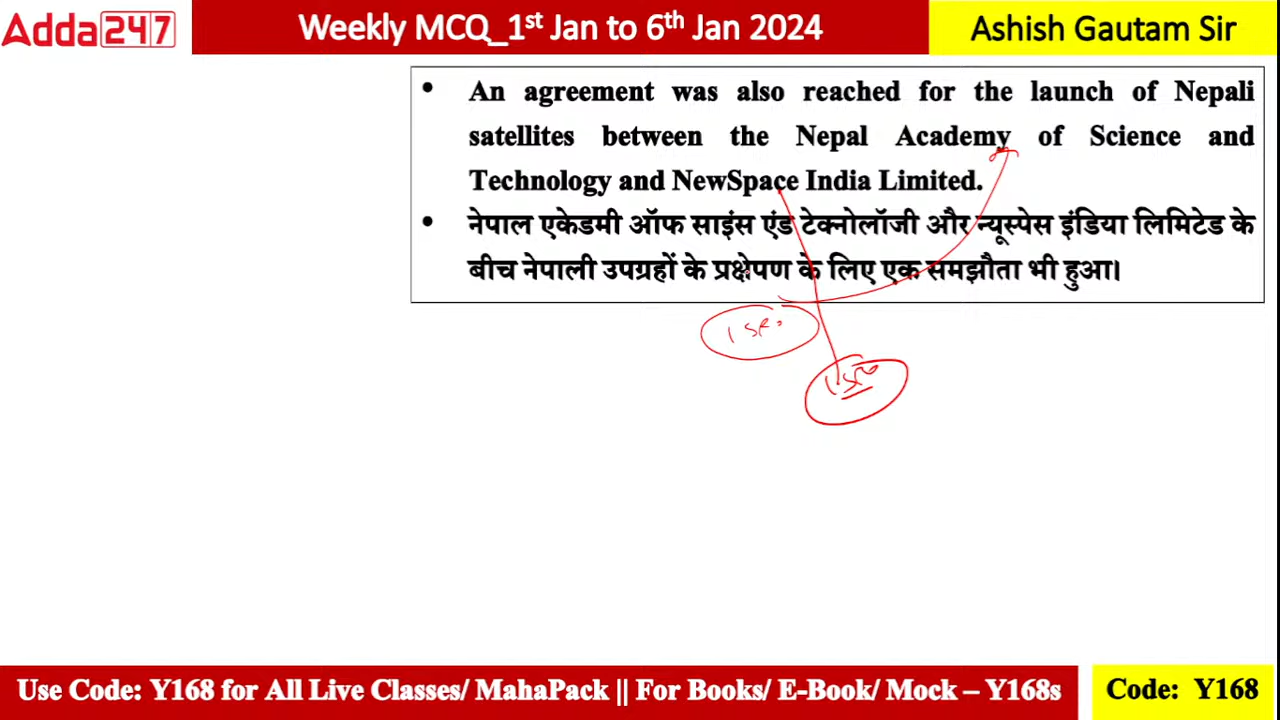 Adda247
Weekly MCQ_1st Jan to 6th Jan 2024
Ashish Gautam Sir
• An agreement was also reached for the launch of Nepali
satellites between the Nepal Academy of Science and
Technology and NewSpace India Limited.
• नेपाल एकेडमी ऑफ साइंस एंड टेक्नोलॉजी और न्यूस्पेस इंडिया लिमिटेड के
बीच नेपाली उपग्रहों के प्रक्षेपण के लिए एक समझौता भी हुआ।
Use Code: Y168 for All Live Classes/ MahaPack || For Books/ E-Book/ Mock – Y168s
Code: Y168